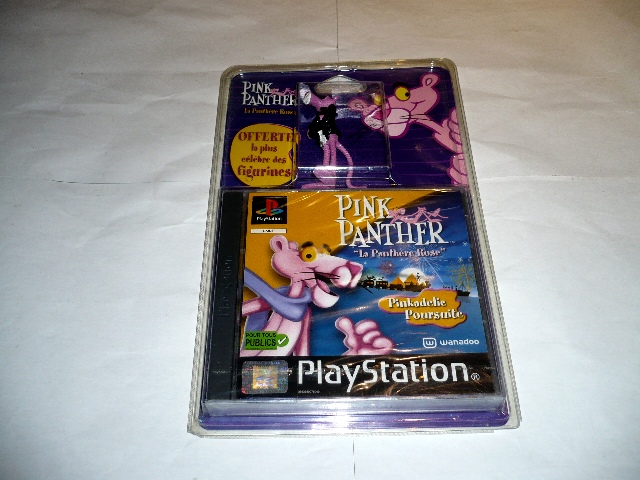 PINK
PANTHER
La Panthère Rose
OFFERTE
la plus
célèbre des
figurines
PlayStation
PINK
PANTHER
"La Panthère Rose"
Pinkadelic
Poursuite
POUR TOUS
PUBLICS
wanadoo
PlayStation